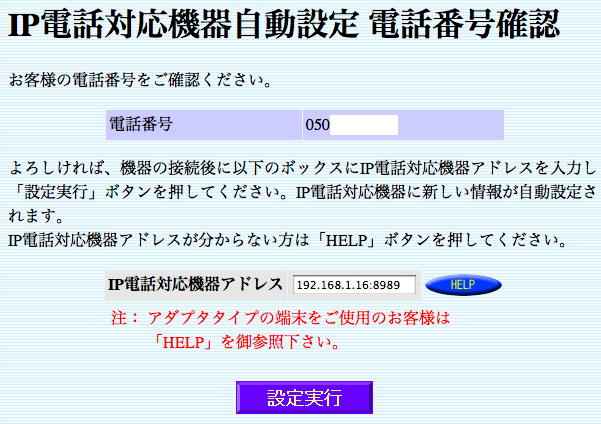 IP電話対応機器自動設定 電話番号確認
お客様の電話番号をご確認ください。
電話番号 050
よろしければ、機器の接続後に以下のボックスにIP電話対応機器アドレスを入力し
「設定実行」ボタンを押してください。IP電話対応機器に新しい情報が自動設定さ
れます。
IP電話対応機器アドレスが分からない方は「HELP」ボタンを押してください。
IP電話対応機器アドレス 192.168.1.16:8989 HELP
注： アダプタタイプの端末をご使用のお客様は
「HELP」を御参照下さい。
設定実行